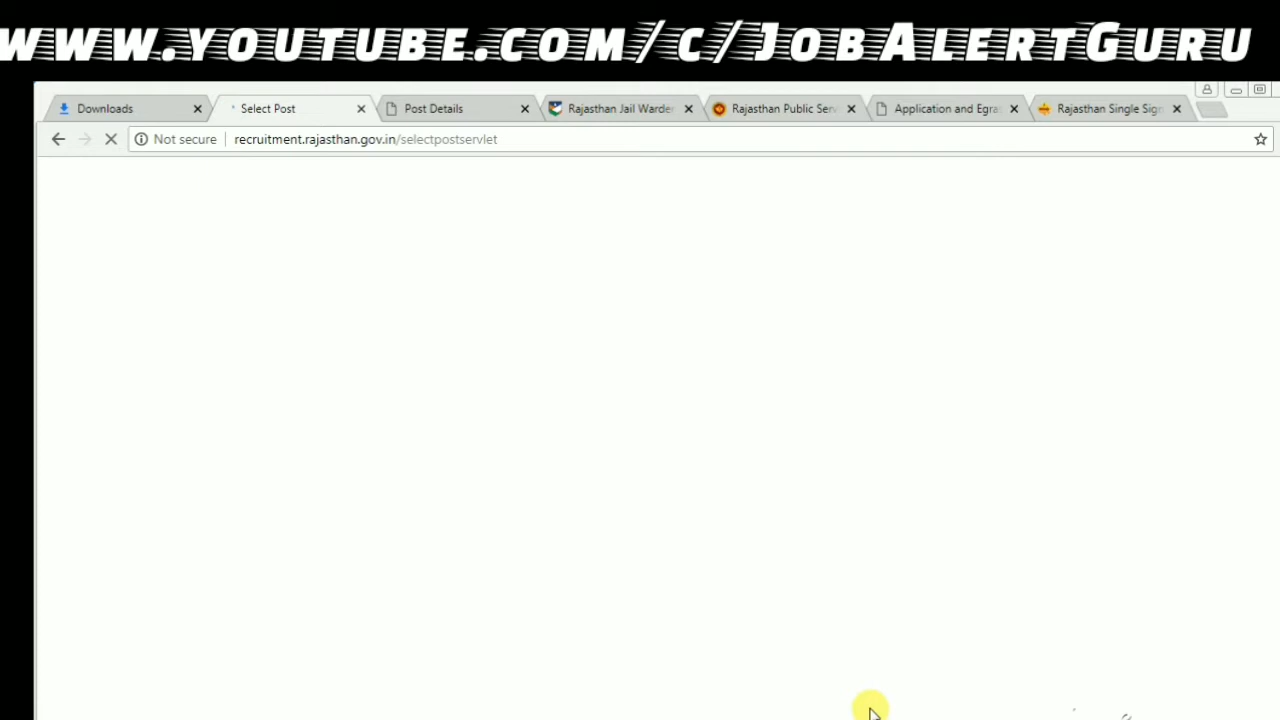 www.youtube.com/c/JobAlertGuru
Downloads
Select Post
Post Details
Rajasthan Jail Warder
Rajasthan Public Serv
Application and Egra
Rajasthan Single Sign
Not secure
recruitment.rajasthan.gov.in/selectpostservlet